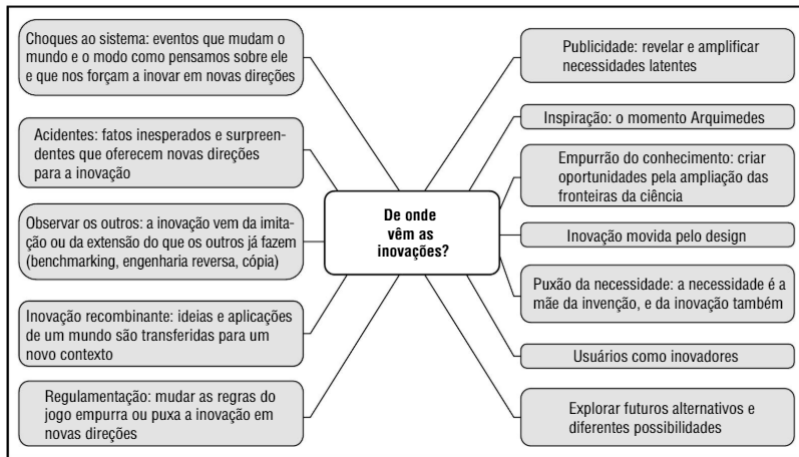 Choques ao sistema: eventos que mudam o
mundo e o modo como pensamos sobre ele
e que nos forçam a inovar em novas direções
Acidentes: fatos inesperados e surpreen-
dentes que oferecem novas direções
para a inovação
Observar os outros: a inovação vem da imita-
ção ou da extensão do que os outros já fazem
(benchmarking, engenharia reversa, cópia)
Inovação recombinante: ideias e aplicações
de um mundo são transferidas para um
novo contexto
Regulamentação: mudar as regras do
jogo empurra ou puxa a inovação em
novas direções
De onde
vêm as
inovações?
Publicidade: revelar e amplificar
necessidades latentes
Inspiração: o momento Arquimedes
Empurrão do conhecimento: criar
oportunidades pela ampliação das
fronteiras da ciência
Inovação movida pelo design
Puxão da necessidade: a necessidade é a
mãe da invenção, e da inovação também
Usuários como inovadores
Explorar futuros alternativos e
diferentes possibilidades